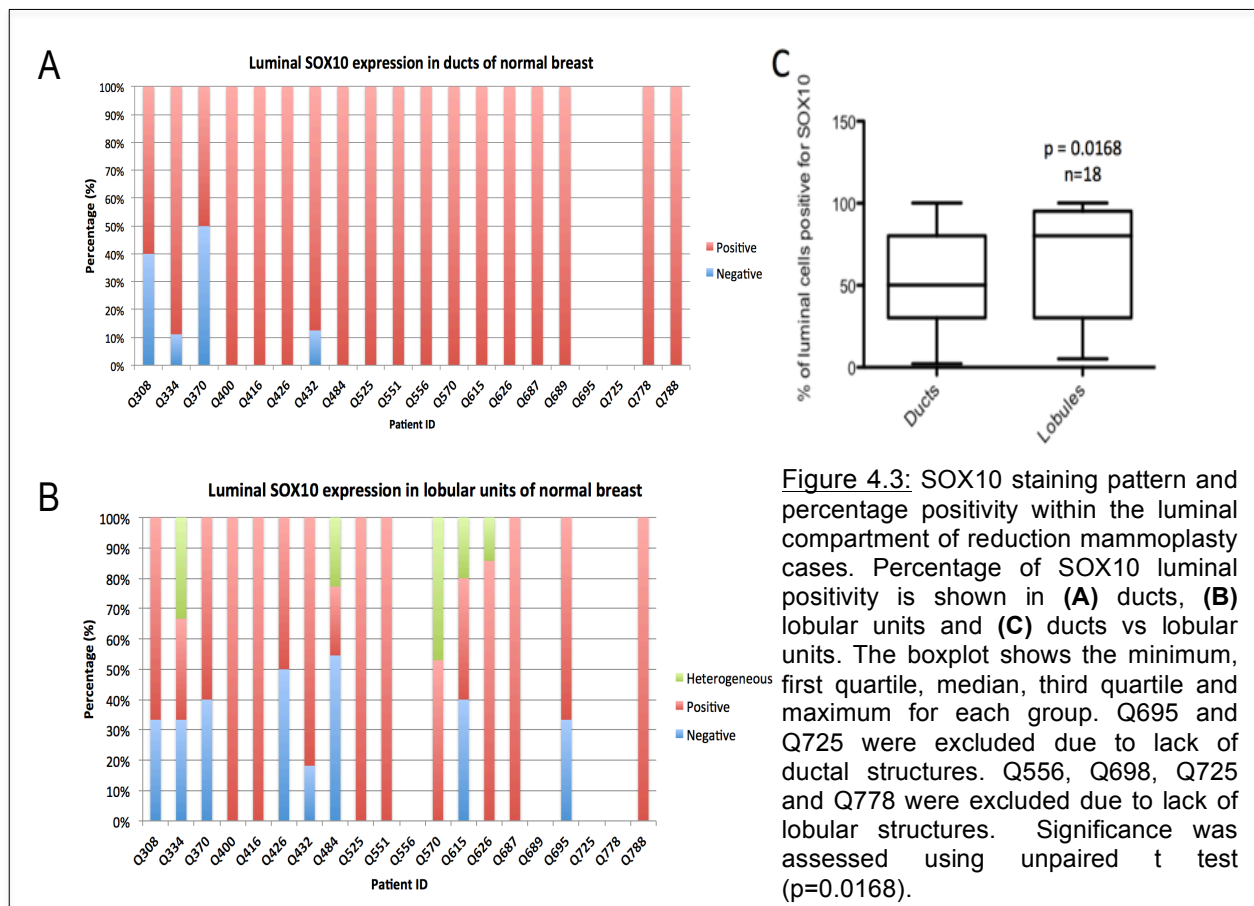 A
Luminal SOX10 expression in ducts of normal breast
Percentage (%)
100%
90%
80%
70%
60%
50%
40%
30%
20%
10%
0%
Q308 Q334 Q370 Q400 Q416 Q426 Q432 Q484 Q525 Q551 Q556 Q570 Q615 Q626 Q687 Q689 Q695 Q725 Q778 Q788
Patient ID
Positive
Negative
C
% of luminal cells positive for SOX10
150
100
50
0
p = 0.0168
n=18
Ducts Lobules
B
Luminal SOX10 expression in lobular units of normal breast
Percentage (%)
100%
90%
80%
70%
60%
50%
40%
30%
20%
10%
0%
Q308 Q334 Q370 Q400 Q416 Q426 Q432 Q484 Q525 Q551 Q556 Q570 Q615 Q626 Q687 Q689 Q695 Q725 Q778 Q788
Patient ID
Heterogeneous
Positive
Negative
Figure 4.3: SOX10 staining pattern and
percentage positivity within the luminal
compartment of reduction mammoplasty
cases. Percentage of SOX10 luminal
positivity is shown in (A) ducts, (B)
lobular units and (C) ducts vs lobular
units. The boxplot shows the minimum,
first quartile, median, third quartile and
maximum for each group. Q695 and
Q725 were excluded due to lack of
ductal structures. Q556, Q698, Q725
and Q778 were excluded due to lack of
lobular structures. Significance was
assessed using unpaired t test
(p=0.0168).